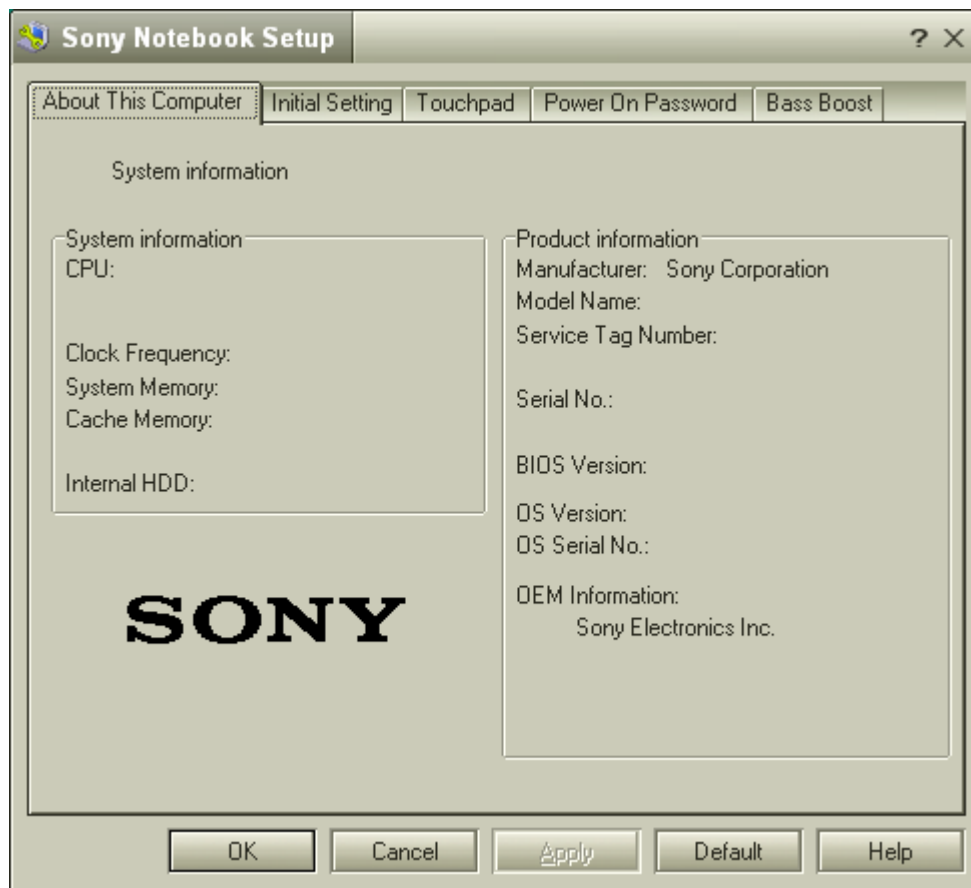 Sony Notebook Setup
About This Computer
Initial Setting
Touchpad
Power On Password
Bass Boost
System information
System information
CPU:
Clock Frequency:
System Memory:
Cache Memory:
Internal HDD:
SONY
Product information
Manufacturer: Sony Corporation
Model Name:
Service Tag Number:
Serial No.:
BIOS Version:
OS Version:
OS Serial No.:
OEM Information:
Sony Electronics Inc.
OK
Cancel
Apply
Default
Help